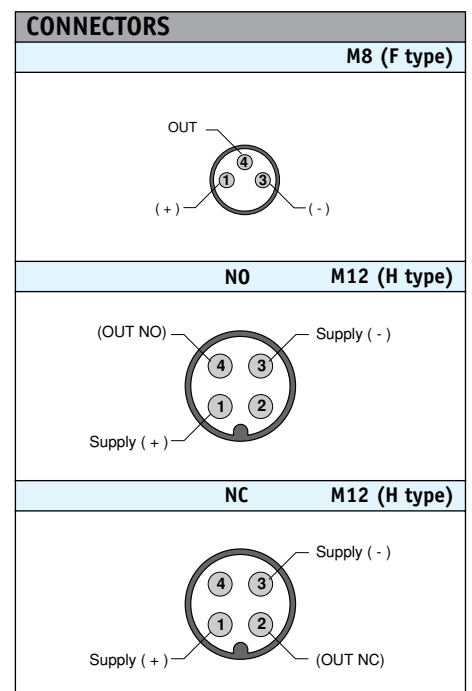 CONNECTORS
M8 (F type)
OUT
4
1 3
(+) (-)
NO M12 (H type)
(OUT NO) Supply (-)
4 3
1 2
Supply (+)
NC M12 (H type)
Supply (-)
4 3
1 2
Supply (+) (OUT NC)